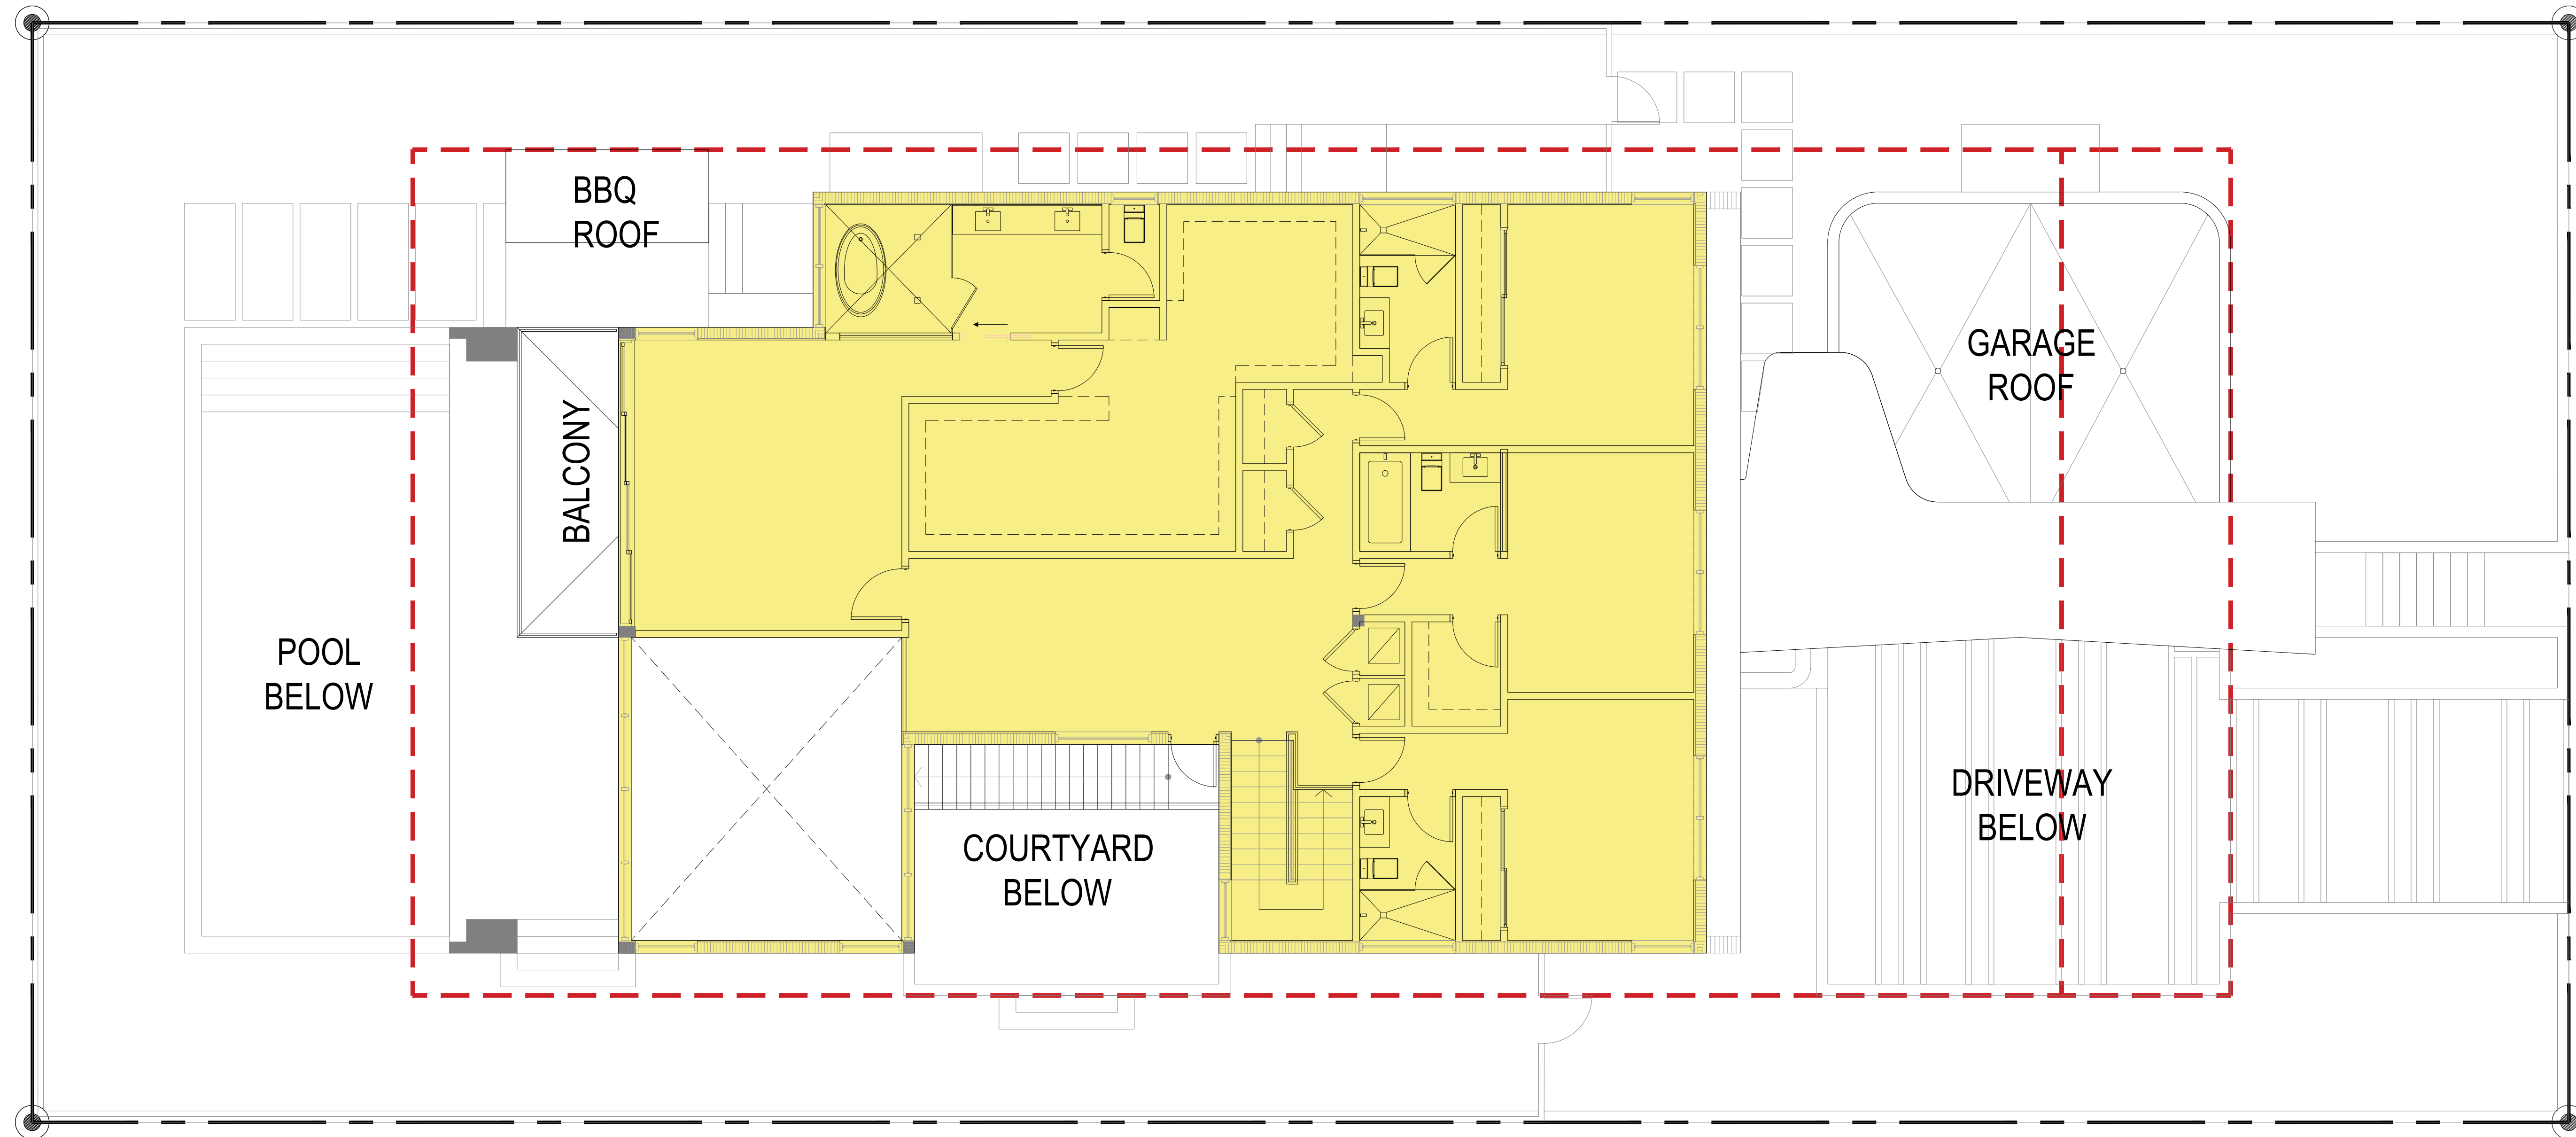 BBQ
ROOF
BALCONY
POOL
BELOW
COURTYARD
BELOW
GARAGE
ROOF
DRIVEWAY
BELOW